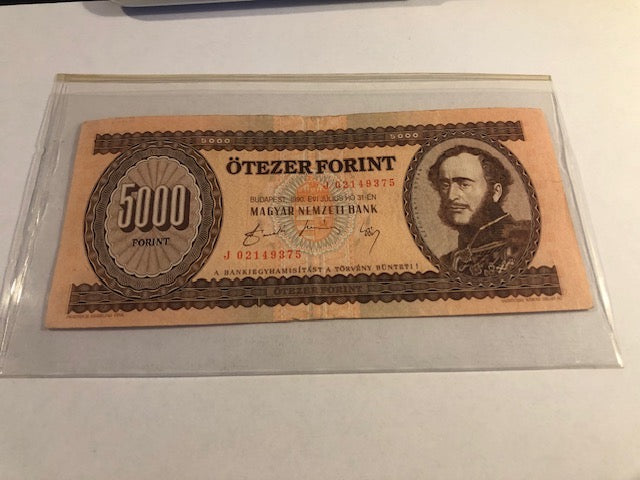 5000 5000
ÖTEZER FORINT
J 02149375
BUDAPEST, 1990. ÉVI JÚLIUS HÓ 31-ÉN
MAGYAR NEMZETI BANK
5000
FORINT
J 02149375
A BANKJEGYHAMISÍTÁST A TÖRVÉNY BÜNTETI!
ÖTEZER FORINT